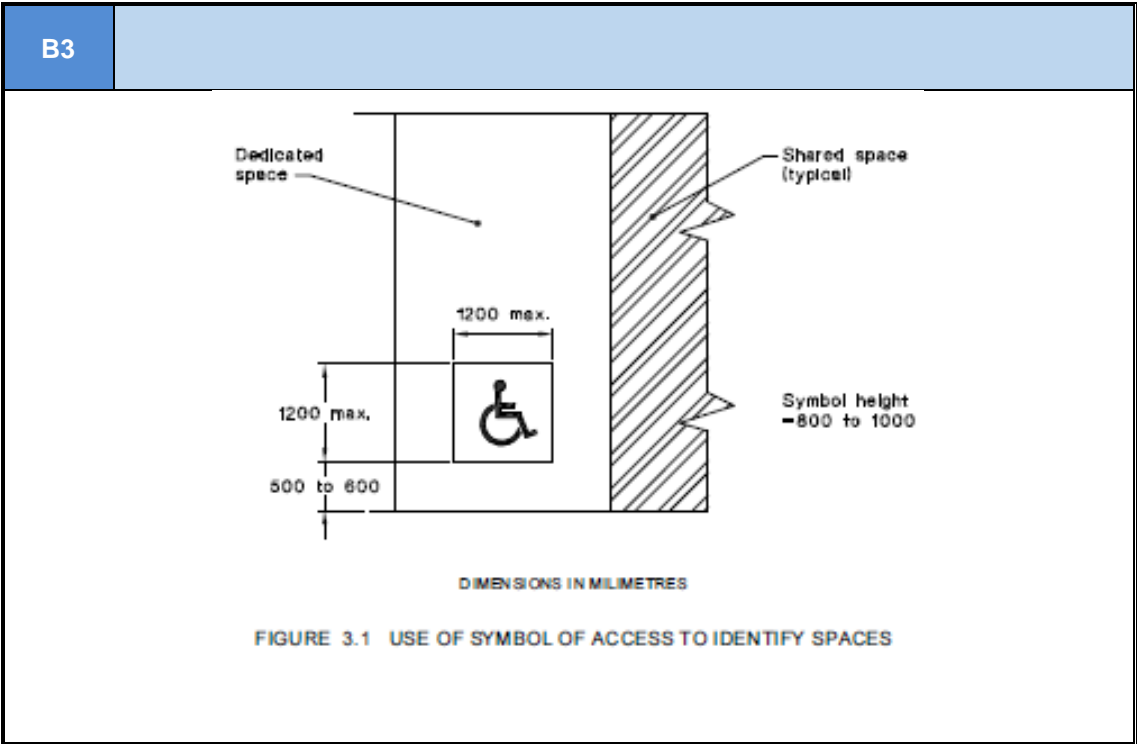 B3
Dedicated
space
Shared space
(typical)
1200 max.
1200 max.
Symbol height
=800 to 1000
500 to 600
DIMENSIONS IN MILIMETRES
FIGURE 3.1 USE OF SYMBOL OF ACCESS TO IDENTIFY SPACES